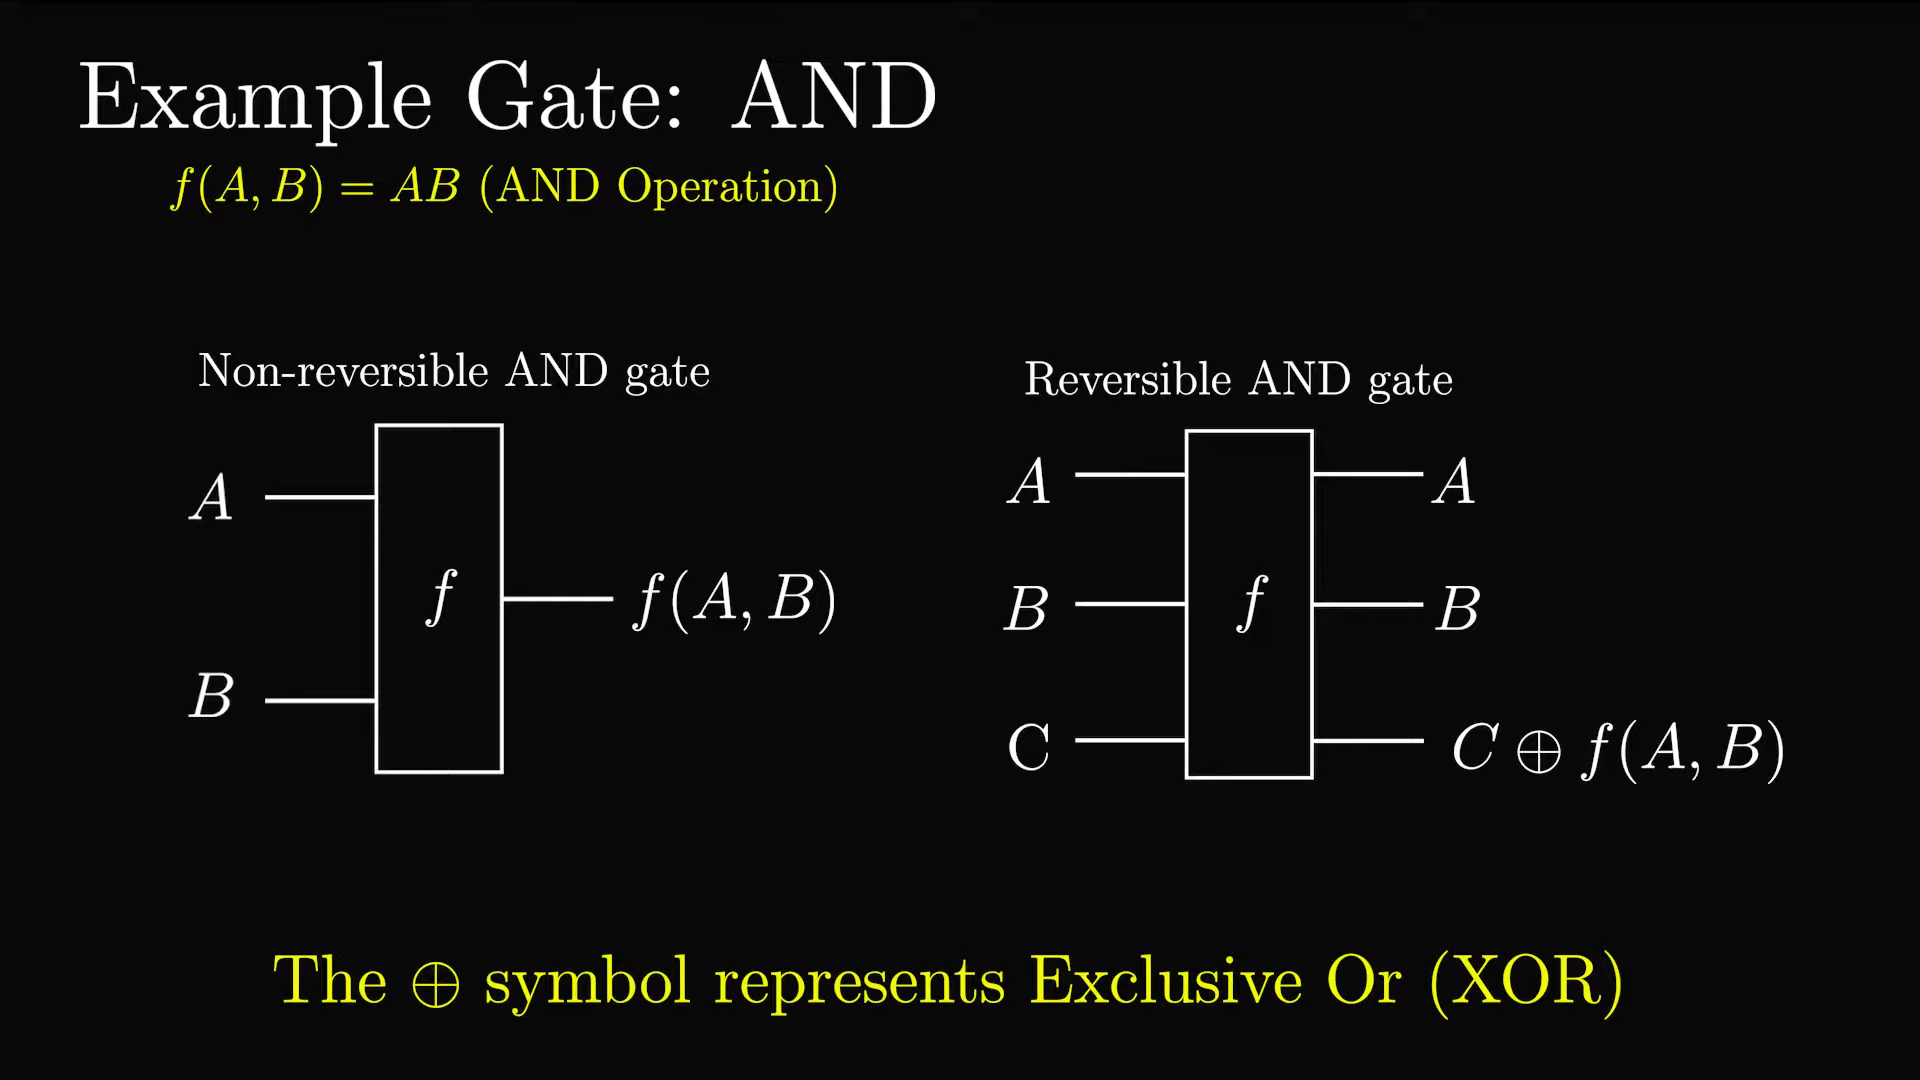 Example Gate: AND
f(A, B) = AB (AND Operation)
Non-reversible AND gate
A
B
f
f(A, B)
Reversible AND gate
A
B
C
f
A
B
C ⊕ f(A, B)
The ⊕ symbol represents Exclusive Or (XOR)